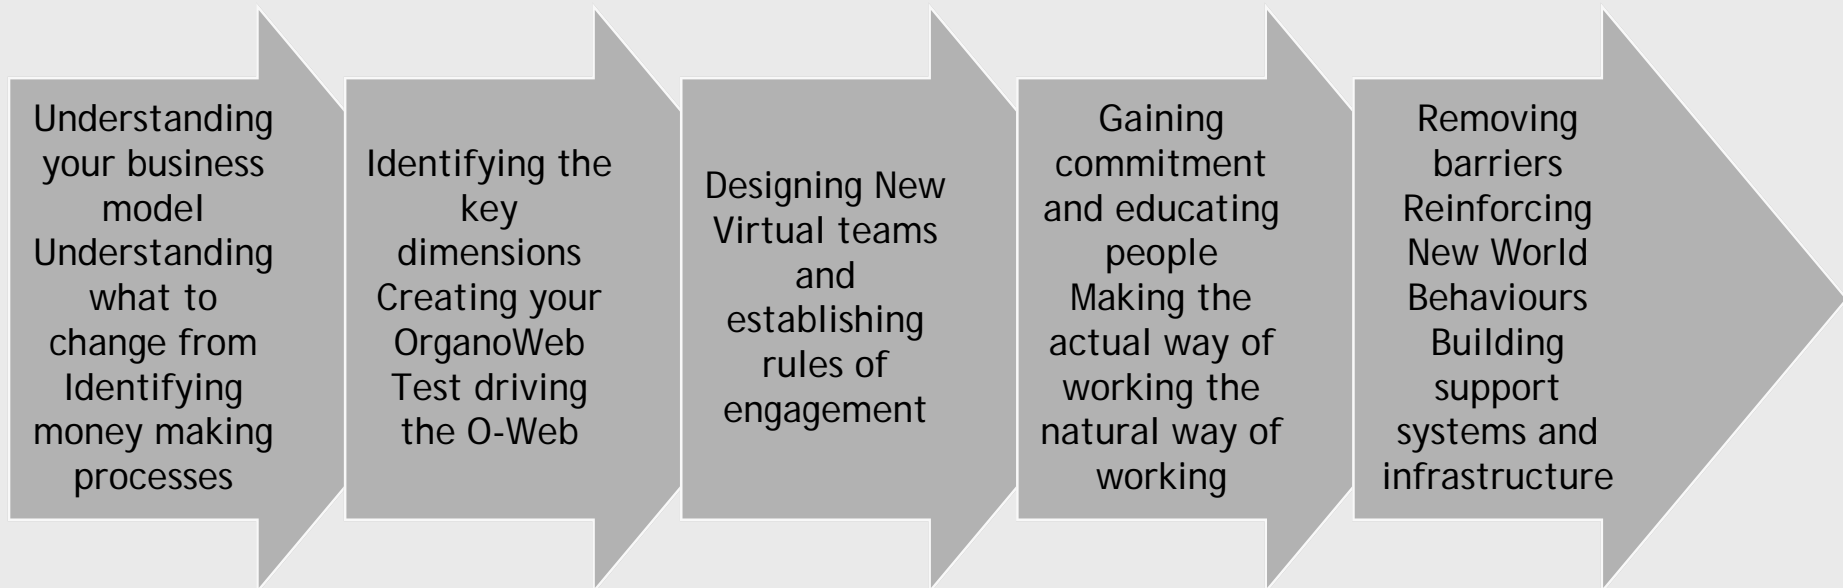 Understanding
your business
model
Understanding
what to
change from
Identifying
money making
processes
Identifying the
key
dimensions
Creating your
OrganoWeb
Test driving
the O-Web
Designing New
Virtual teams
and
establishing
rules of
engagement
Gaining
commitment
and educating
people
Making the
actual way of
working the
natural way of
working
Removing
barriers
Reinforcing
New World
Behaviours
Building
support
systems and
infrastructure